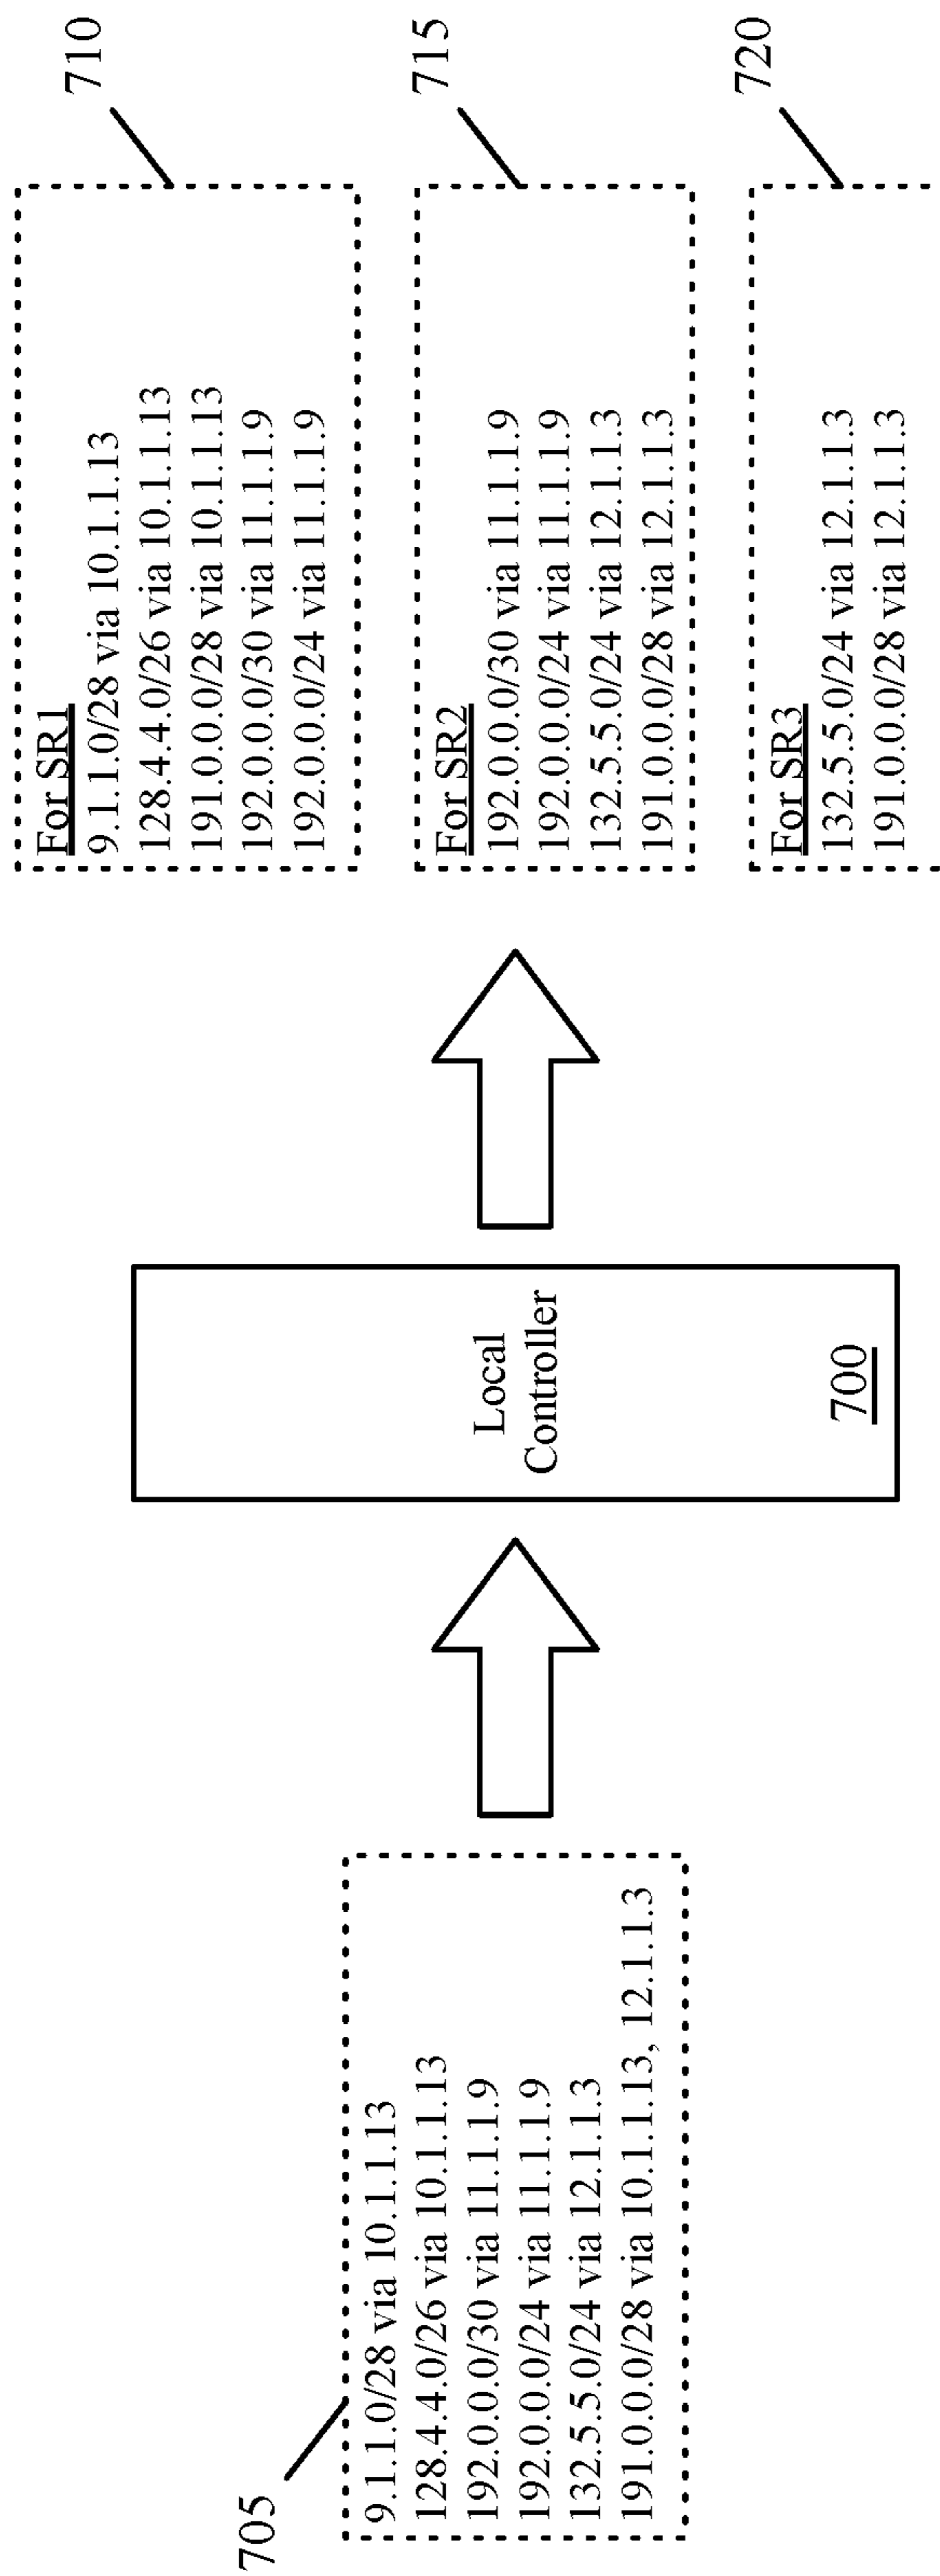 705
9.1.1.0/28 via 10.1.1.13
128.4.4.0/26 via 10.1.1.13
192.0.0.0/30 via 11.1.1.9
192.0.0.0/24 via 11.1.1.9
132.5.5.0/24 via 12.1.1.3
191.0.0.0/28 via 10.1.1.13, 12.1.1.3
Local
Controller
700
710
For SR1
9.1.1.0/28 via 10.1.1.13
128.4.4.0/26 via 10.1.1.13
191.0.0.0/28 via 10.1.1.13
192.0.0.0/30 via 11.1.1.9
192.0.0.0/24 via 11.1.1.9
715
For SR2
192.0.0.0/30 via 11.1.1.9
192.0.0.0/24 via 11.1.1.9
132.5.5.0/24 via 12.1.1.3
191.0.0.0/28 via 12.1.1.3
720
For SR3
132.5.5.0/24 via 12.1.1.3
191.0.0.0/28 via 12.1.1.3